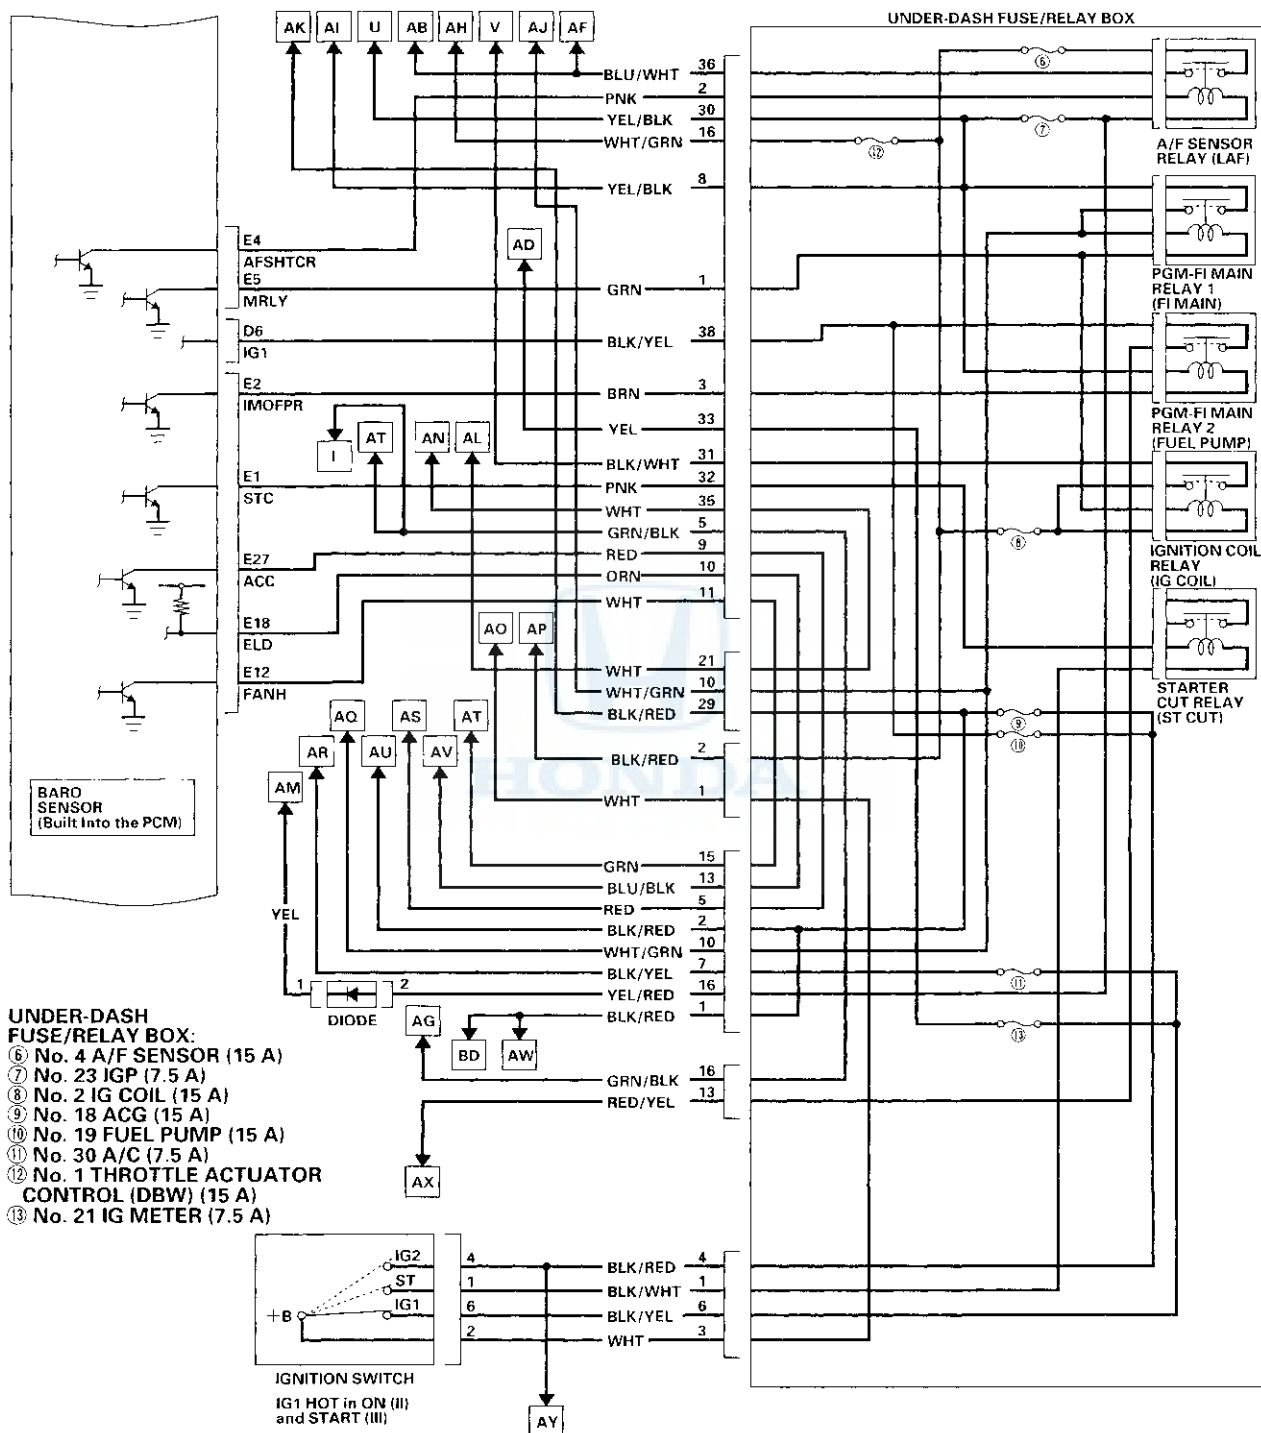 UNDER-DASH FUSE/RELAY BOX
AK AI U AB AH V AJ AF
BLU/WHT 36
PNK 2
YEL/BLK 30
WHT/GRN 16
YEL/BLK 8
⑥
⑦
⑫
A/F SENSOR
RELAY (LAF)
AD
E4
AFSHTCR
E5
MRLY
GRN 1
PGM-FI MAIN
RELAY 1
(FI MAIN)
D6
IG1
BLK/YEL 38
E2
IMOFPR
BRN 3
YEL 33
PGM-FI MAIN
RELAY 2
(FUEL PUMP)
I AT AN AL
BLK/WHT 31
E1
STC
PNK 32
WHT 35
GRN/BLK 5
⑧
RED 9
IGNITION COIL
RELAY
(IG COIL)
E27
ACC
ORN 10
WHT 11
E18
ELD
AO AP
E12
FANH
WHT 21
WHT/GRN 10
BLK/RED 29
⑨
⑩
STARTER
CUT RELAY
(ST CUT)
AQ AS AT
AR AU AV
AM
BLK/RED 2
HONDA
WHT 1
BARO
SENSOR
(Built Into the PCM)
GRN 15
BLU/BLK 13
RED 5
YEL
BLK/RED 2
WHT/GRN 10
BLK/YEL 7
⑪
1 2
DIODE
YEL/RED 16
BLK/RED 1
⑬
AG
BD AW
GRN/BLK 16
RED/YEL 13
AX
UNDER-DASH
FUSE/RELAY BOX:
⑥ No. 4 A/F SENSOR (15 A)
⑦ No. 23 IGP (7.5 A)
⑧ No. 2 IG COIL (15 A)
⑨ No. 18 ACG (15 A)
⑩ No. 19 FUEL PUMP (15 A)
⑪ No. 30 A/C (7.5 A)
⑫ No. 1 THROTTLE ACTUATOR
CONTROL (DBW) (15 A)
⑬ No. 21 IG METER (7.5 A)
IG2 4 BLK/RED 4
ST 1 BLK/WHT 1
+B IG1 6 BLK/YEL 6
2 WHT 3
IGNITION SWITCH
IG1 HOT in ON (II)
and START (III)
AY